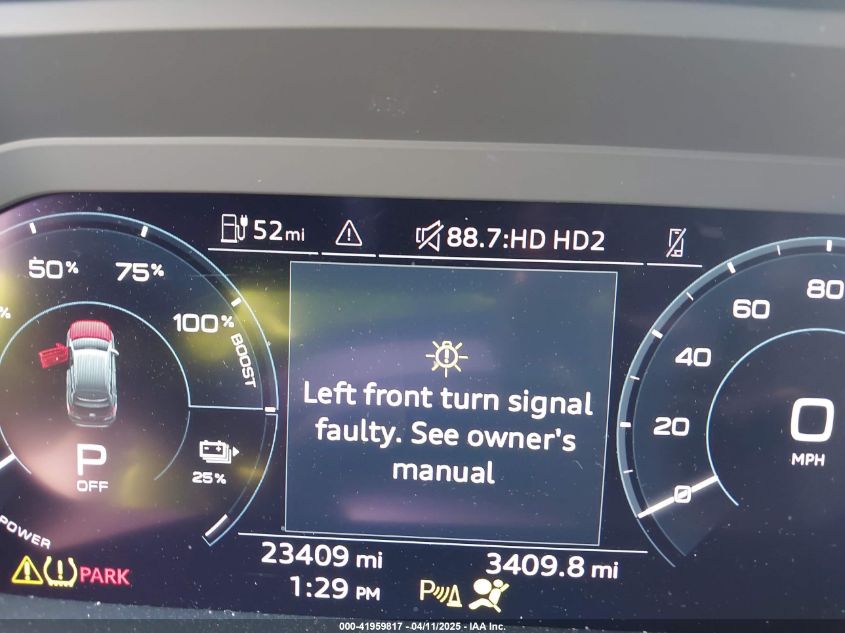 52mi
88.7:HD HD2
50%
75%
%
100%
BOOST
80
60
40
20
0
0
MPH
Left front turn signal
faulty. See owner's
manual
P
OFF
25%
POWER
23409 mi
3409.8 mi
PARK
1:29 PM
P
000-41959817 - 04/11/2025 - IAA Inc.